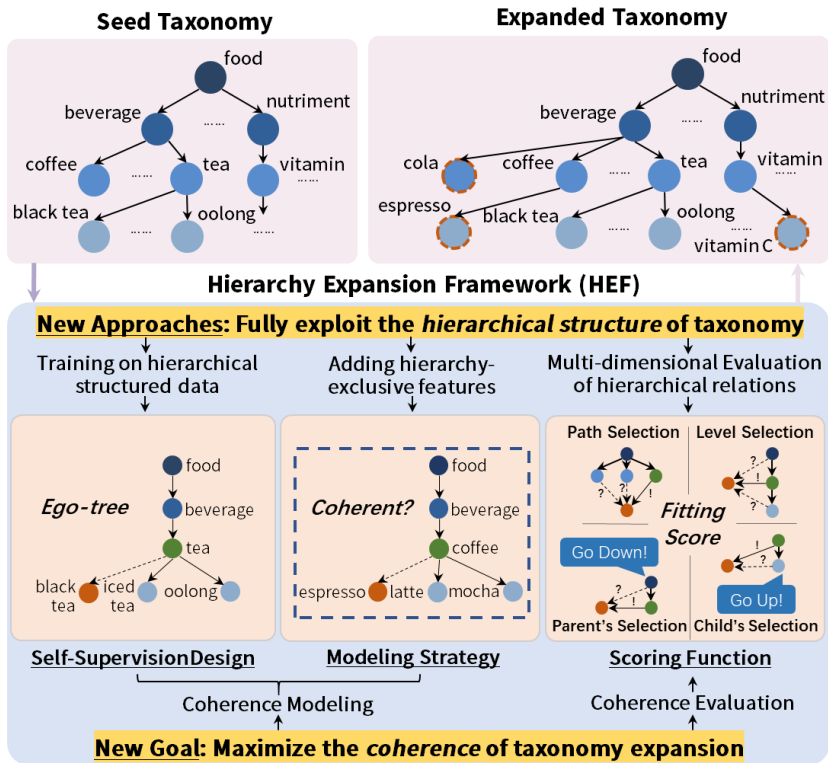 Seed Taxonomy
food
beverage
......
nutriment
coffee
......
tea
vitamin
......
black tea
......
oolong
......
Expanded Taxonomy
food
beverage
......
nutriment
cola
coffee
......
tea
vitamin
......
espresso
black tea
......
oolong
......
vitamin C
Hierarchy Expansion Framework (HEF)
New Approaches: Fully exploit the hierarchical structure of taxonomy
Training on hierarchical
structured data
Adding hierarchy-
exclusive features
Multi-dimensional Evaluation
of hierarchical relations
Ego-tree
food
beverage
tea
black
tea
iced
tea
oolong
Coherent?
food
beverage
coffee
espresso
latte
mocha
Path Selection
? ? !
Level Selection
? ! ?
Fitting
Score
Go Down!
? !
Parent's Selection
! ?
Go Up!
Child's Selection
Self-SupervisionDesign
Modeling Strategy
Scoring Function
Coherence Modeling
Coherence Evaluation
New Goal: Maximize the coherence of taxonomy expansion